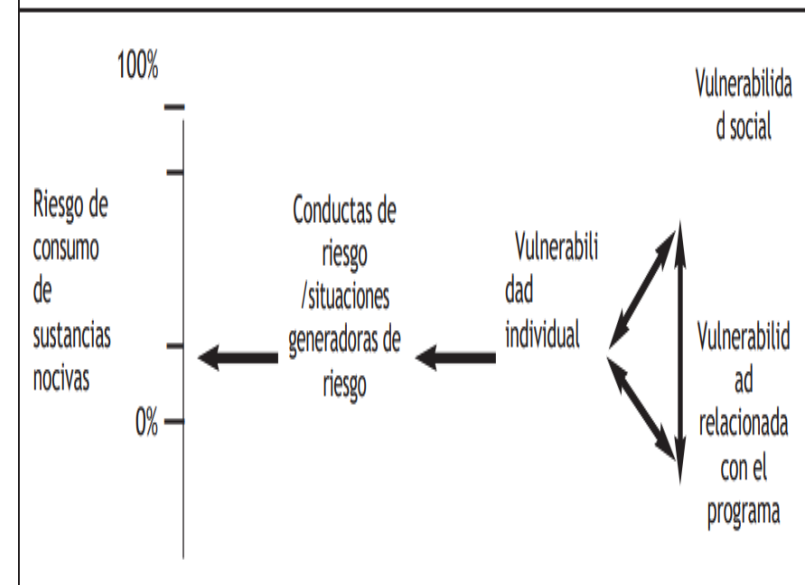 100%
Riesgo de
consumo
de
sustancias
nocivas
0%
Conductas de
riesgo
/situaciones
generadoras de
riesgo
Vulnerabili
dad
individual
Vulnerabilida
d social
Vulnerabilid
ad
relacionada
con el
programa